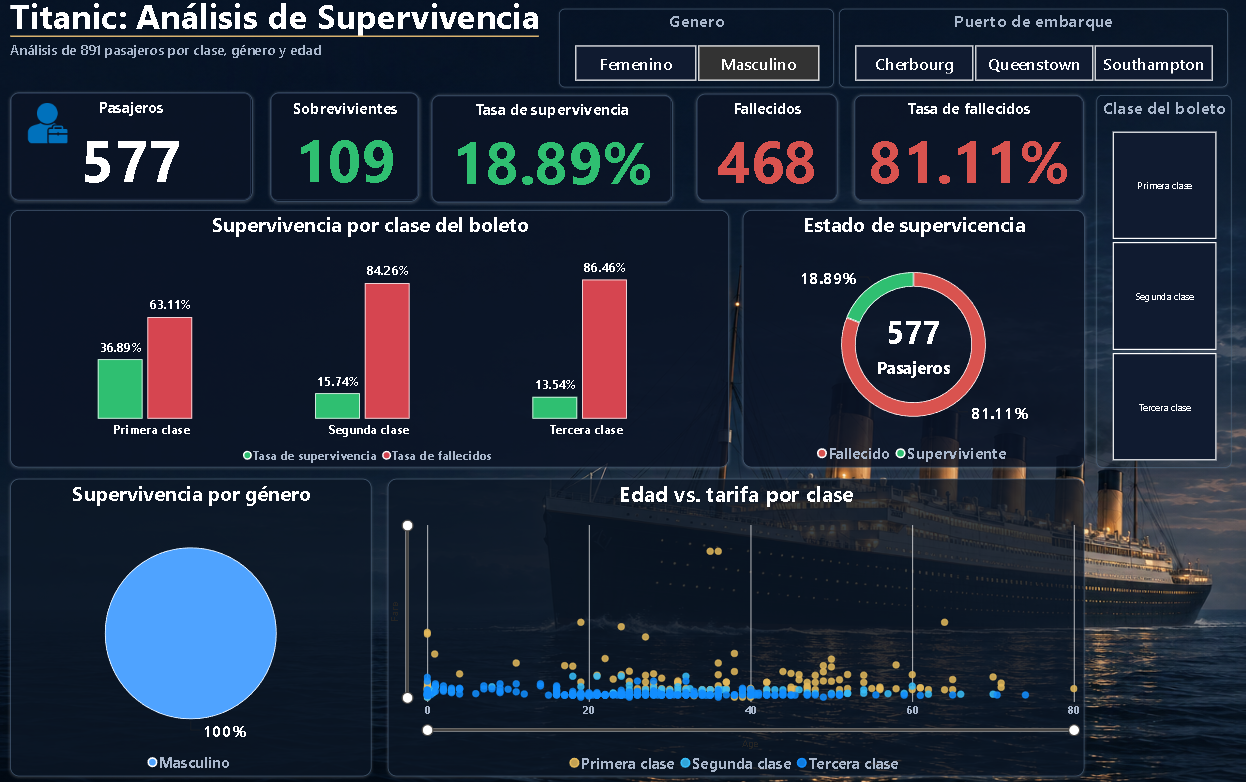 Titanic: Análisis de Supervivencia
Análisis de 891 pasajeros por clase, género y edad
Genero
Femenino
Masculino
Puerto de embarque
Cherbourg
Queenstown
Southampton
Pasajeros
577
Sobrevivientes
109
Tasa de supervivencia
18.89%
Fallecidos
468
Tasa de fallecidos
81.11%
Clase del boleto
Primera clase
Segunda clase
Tercera clase
Supervivencia por clase del boleto
36.89%
63.11%
15.74%
84.26%
13.54%
86.46%
Primera clase
Segunda clase
Tercera clase
Tasa de supervivencia
Tasa de fallecidos
Estado de supervicencia
18.89%
577
Pasajeros
81.11%
Fallecido
Superviviente
Supervivencia por género
100%
Masculino
Edad vs. tarifa por clase
0
20
40
60
80
Primera clase
Segunda clase
Tercera clase